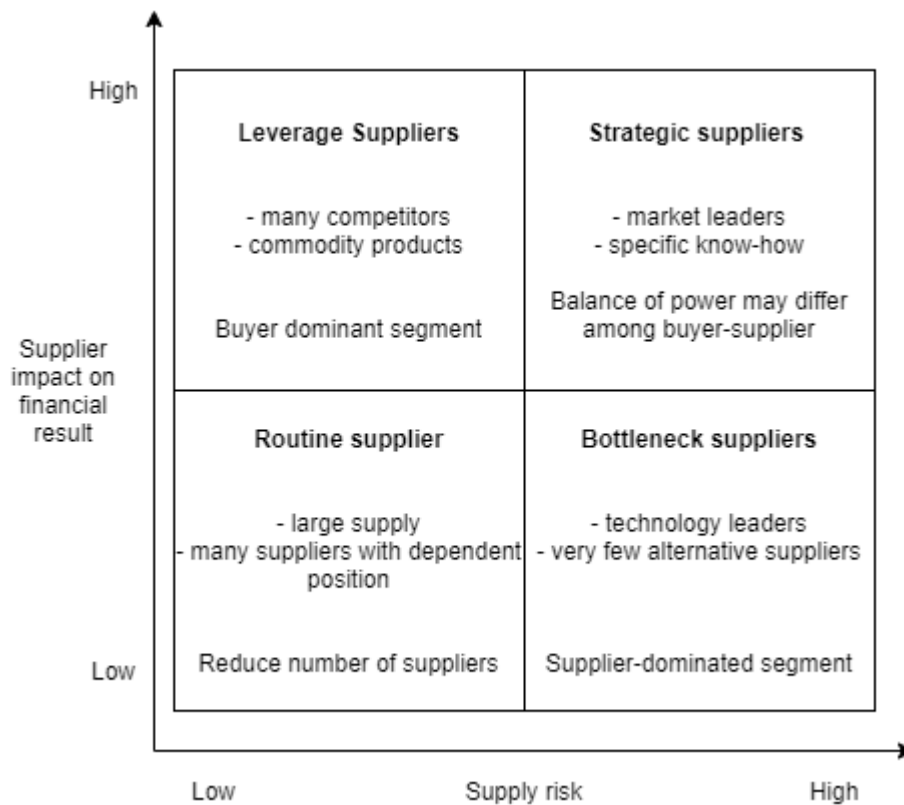 High
Leverage Suppliers
- many competitors
- commodity products
Buyer dominant segment
Strategic suppliers
- market leaders
- specific know-how
Balance of power may differ
among buyer-supplier
Supplier
impact on
financial
result
Routine supplier
- large supply
- many suppliers with dependent
position
Reduce number of suppliers
Bottleneck suppliers
- technology leaders
- very few alternative suppliers
Supplier-dominated segment
Low
Low
Supply risk
High